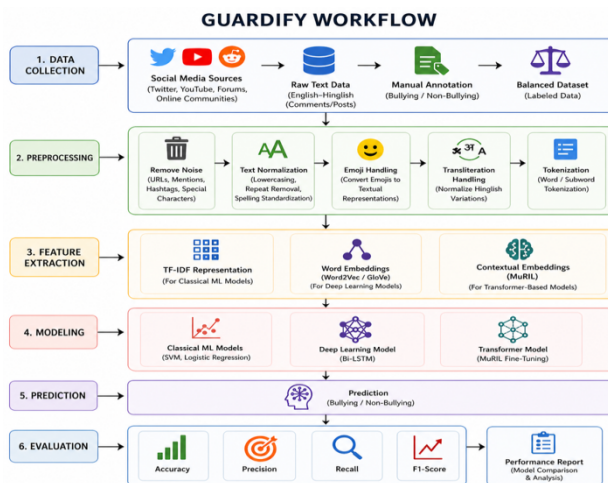 GUARDIFY WORKFLOW
1. DATA
COLLECTION
Social Media Sources
(Twitter, YouTube, Forums,
Online Communities)
Raw Text Data
(English–Hinglish)
(Comments/Posts)
Manual Annotation
(Bullying / Non-Bullying)
Balanced Dataset
(Labeled Data)
2. PREPROCESSING
Remove Noise
(URLs, Mentions,
Hashtags, Special
Characters)
AA
Text Normalization
(Lowercasing,
Repeat Removal,
Spelling Standardization)
Emoji Handling
(Convert Emojis to
Textual
Representations)
अ A
Transliteration
Handling
(Normalize Hinglish
Variations)
Tokenization
(Word / Subword
Tokenization)
3. FEATURE
EXTRACTION
TF-IDF Representation
(For Classical ML Models)
Word Embeddings
(Word2Vec / GloVe)
(For Deep Learning Models)
Contextual Embeddings
(MuRIL)
(For Transformer-Based Models)
4. MODELING
Classical ML Models
(SVM, Logistic Regression)
Deep Learning Model
(Bi-LSTM)
Transformer Model
(MuRIL Fine-Tuning)
5. PREDICTION
Prediction
(Bullying / Non-Bullying)
6. EVALUATION
Accuracy
Precision
Recall
F1-Score
Performance Report
(Model Comparison
& Analysis)